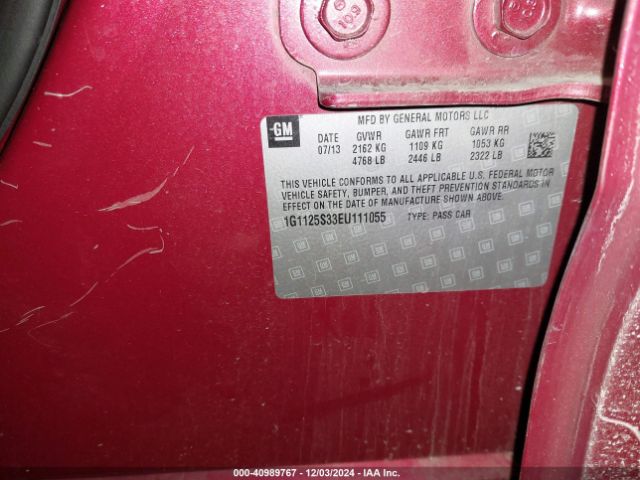 601
8
GM
MFD BY GENERAL MOTORS LLC
DATE GVWR GAWR FRT GAWR RR
07/13 2162 KG 1109 KG 1053 KG
4768 LB 2446 LB 2322 LB
THIS VEHICLE CONFORMS TO ALL APPLICABLE U.S. FEDERAL MOTOR
VEHICLE SAFETY, BUMPER, AND THEFT PREVENTION STANDARDS IN
EFFECT ON THE DATE OF MANUFACTURE SHOWN ABOVE.
1G1125S33EU111055 TYPE: PASS CAR
000-40989767 - 12/03/2024 - IAA Inc.